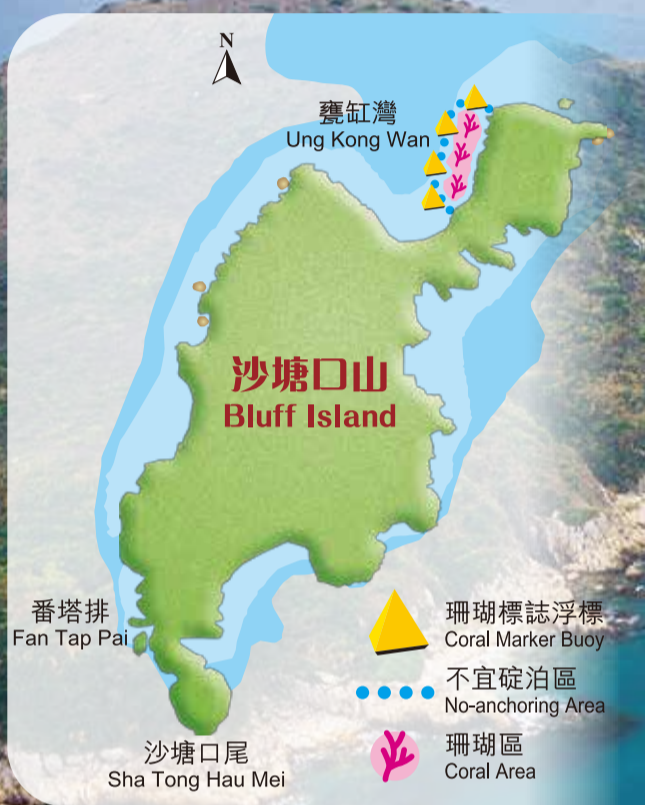 N
甕缸灣
Ung Kong Wan
沙塘口山
Bluff Island
番塔排
Fan Tap Pai
沙塘口尾
Sha Tong Hau Mei
珊瑚標誌浮標
Coral Marker Buoy
不宜碇泊區
No-anchoring Area
珊瑚區
Coral Area